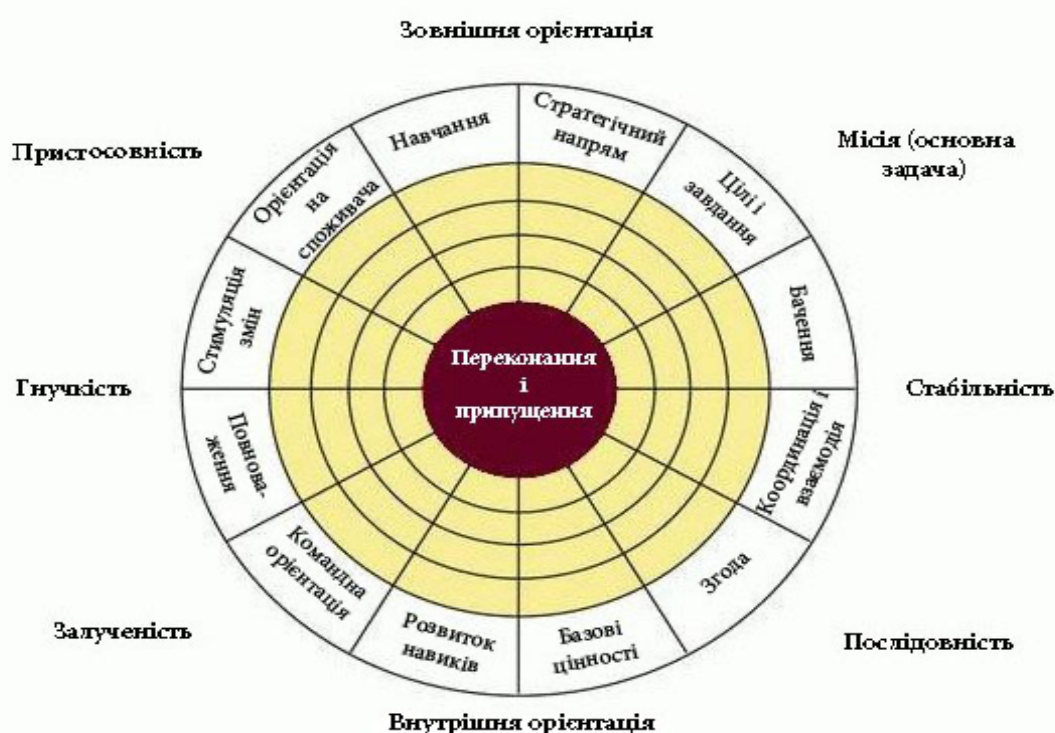 Зовнішня орієнтація
Пристосовність
Місія (основна
задача)
Навчання
Стратегічний
напрям
Орієнтація
на
споживача
Цілі і
завдання
Стимуляція
змін
Бачення
Гнучкість
Переконання
і
припущення
Стабільність
Повнова-
ження
Координація і
взаємодія
Командна
орієнтація
Згода
Розвиток
навиків
Базові
цінності
Залученість
Послідовність
Внутрішня орієнтація